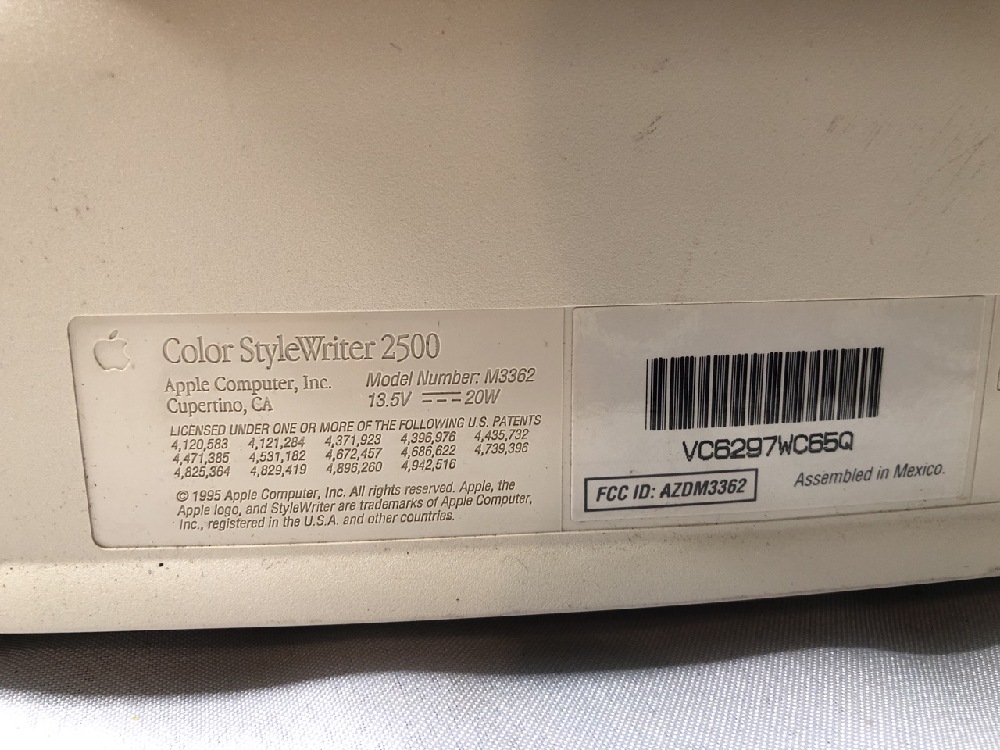 Color StyleWriter 2500
Apple Computer, Inc.
Cupertino, CA
Model Number: M3362
13.5V 20W
LICENSED UNDER ONE OR MORE OF THE FOLLOWING U.S. PATENTS
4,120,583 4,121,284 4,371,923 4,396,976 4,435,732
4,471,385 4,531,182 4,672,457 4,686,622 4,739,396
4,825,364 4,829,419 4,896,260 4,942,516
© 1995 Apple Computer, Inc. All rights reserved. Apple, the
Apple logo, and StyleWriter are trademarks of Apple Computer,
Inc., registered in the U.S.A. and other countries.
VC6297WC65Q
FCC ID: AZDM3362
Assembled in Mexico.